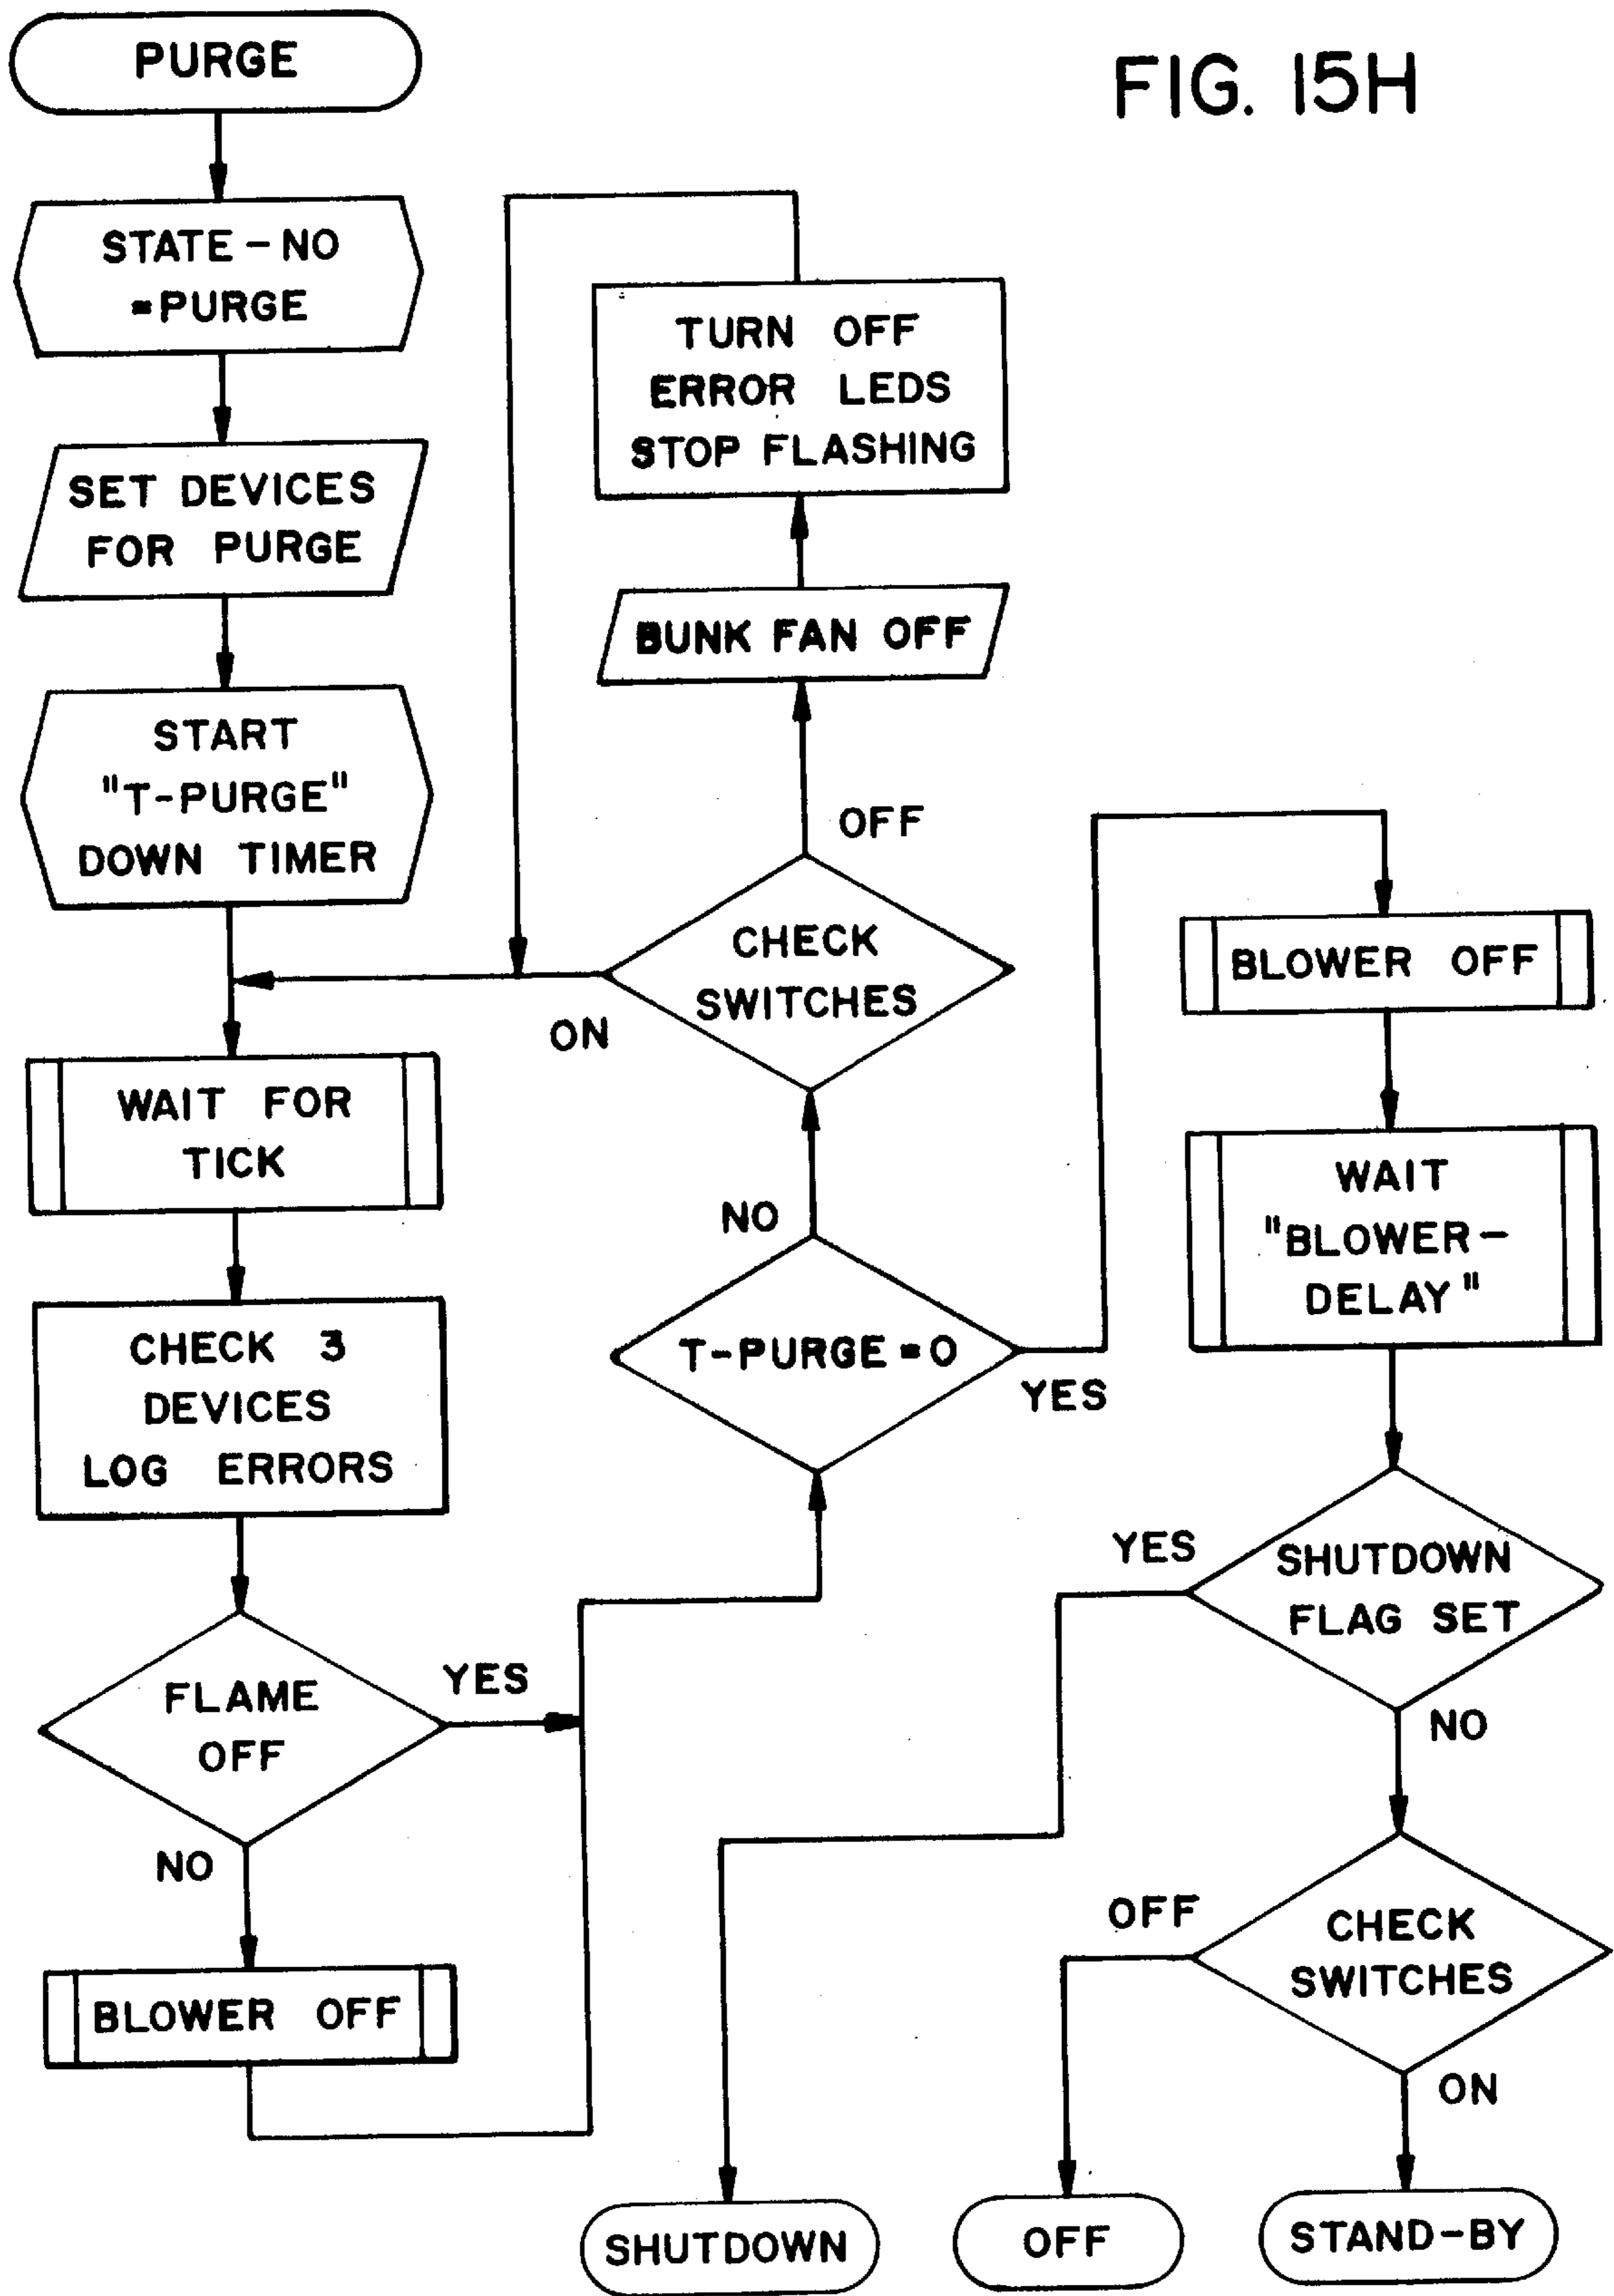 FIG. 15H
PURGE
STATE-NO
=PURGE
SET DEVICES
FOR PURGE
START
"T-PURGE"
DOWN TIMER
WAIT FOR
TICK
CHECK 3
DEVICES
LOG ERRORS
FLAME
OFF
YES
NO
BLOWER OFF
TURN OFF
ERROR LEDS
STOP FLASHING
BUNK FAN OFF
OFF
CHECK
SWITCHES
ON
NO
T-PURGE=0
YES
BLOWER OFF
WAIT
"BLOWER-
DELAY"
YES
SHUTDOWN
FLAG SET
NO
OFF
CHECK
SWITCHES
ON
SHUTDOWN
OFF
STAND-BY